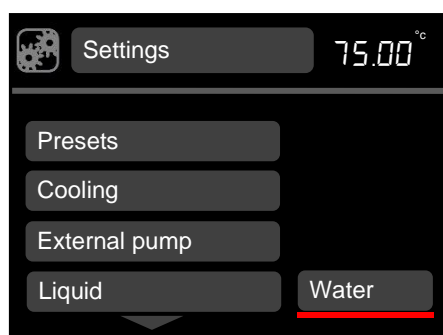 Settings 75.00°c
Presets
Cooling
External pump
Liquid Water